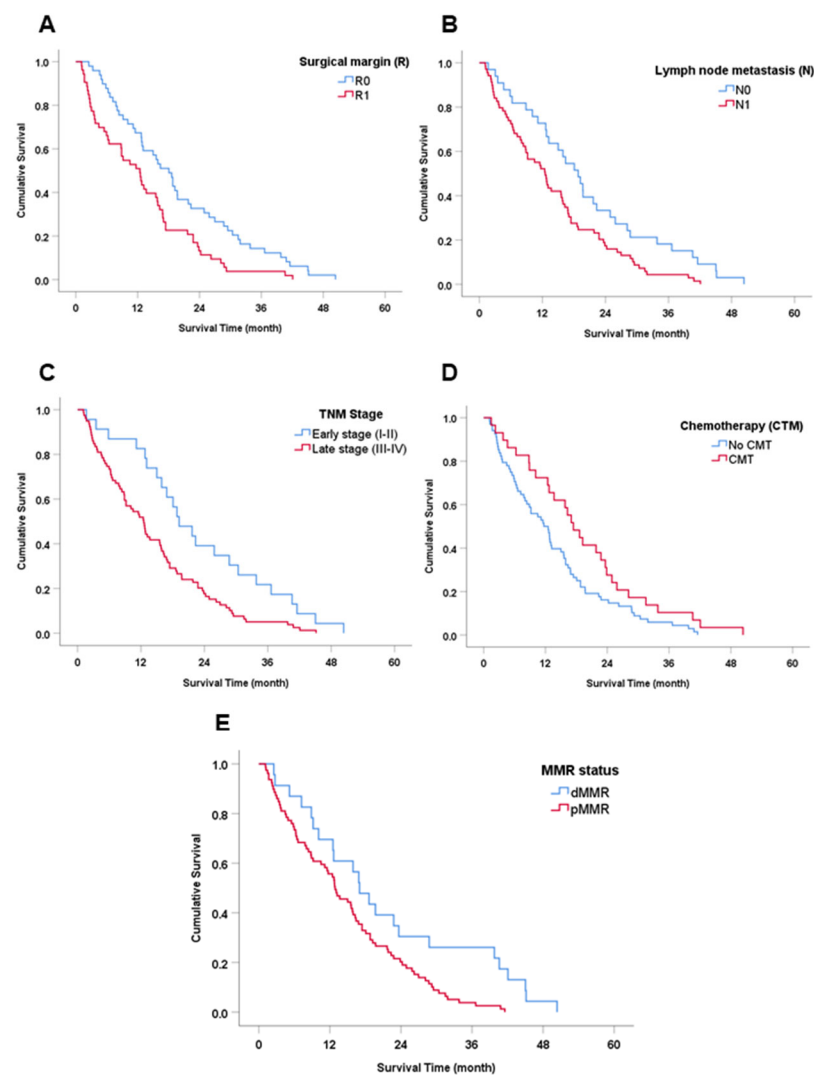 A
Surgical margin (R)
R0
R1
Cumulative Survival
1.0
0.8
0.6
0.4
0.2
0.0
0 12 24 36 48 60
Survival Time (month)
B
Lymph node metastasis (N)
N0
N1
Cumulative Survival
1.0
0.8
0.6
0.4
0.2
0.0
0 12 24 36 48 60
Survival Time (month)
C
TNM Stage
Early stage (I-II)
Late stage (III-IV)
Cumulative Survival
1.0
0.8
0.6
0.4
0.2
0.0
0 12 24 36 48 60
Survival Time (month)
D
Chemotherapy (CTM)
No CMT
CMT
Cumulative Survival
1.0
0.8
0.6
0.4
0.2
0.0
0 12 24 36 48 60
Survival Time (month)
E
MMR status
dMMR
pMMR
Cumulative Survival
1.0
0.8
0.6
0.4
0.2
0.0
0 12 24 36 48 60
Survival Time (month)